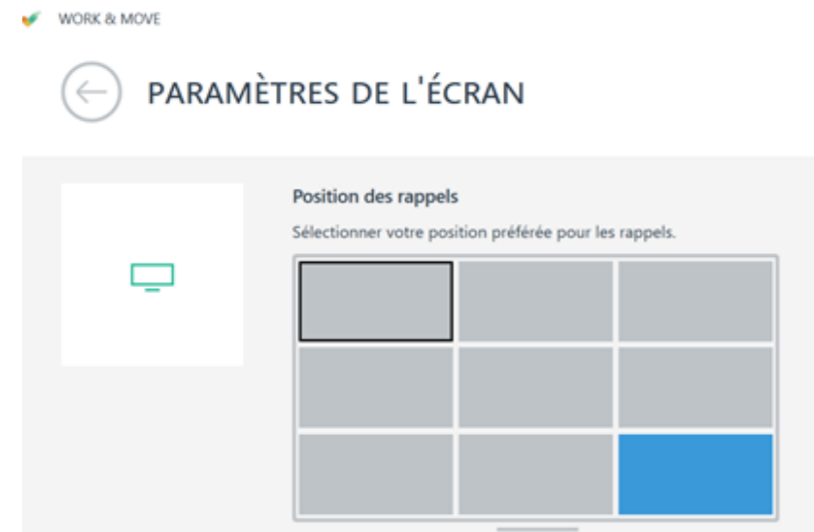 WORK & MOVE
PARAMÈTRES DE L'ÉCRAN
Position des rappels
Sélectionner votre position préférée pour les rappels.